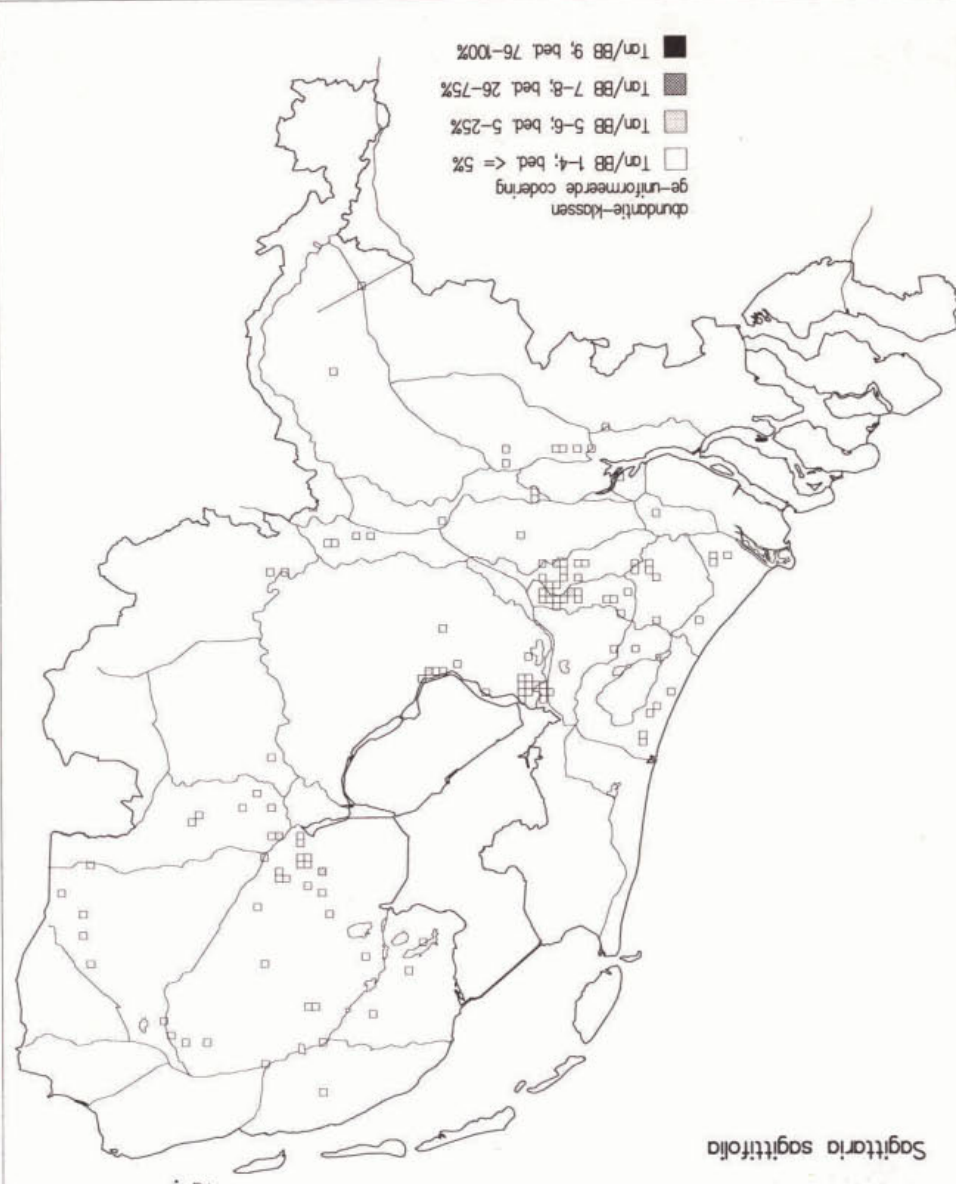 Sagittaria sagittifolia
abundantie-klassen
ge-uniformeerde codering
Tan/BB 1-4; bed. <= 5%
Tan/BB 5-6; bed. 5-25%
Tan/BB 7-8; bed. 26-75%
Tan/BB 9; bed. 76-100%